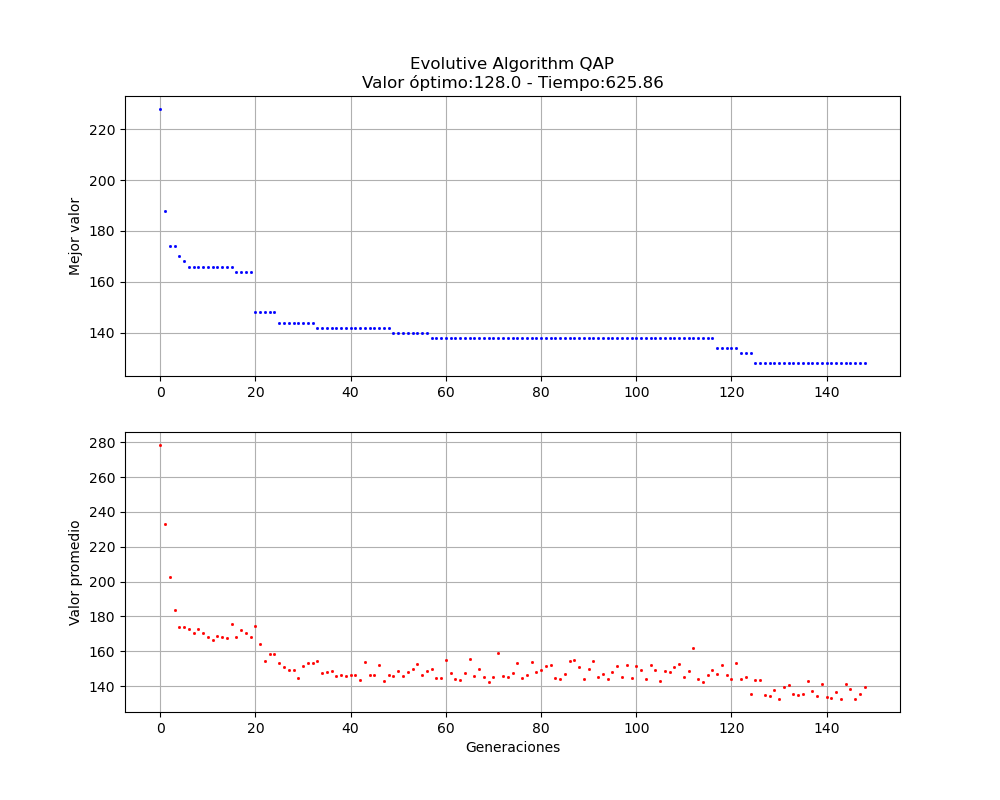 Evolutive Algorithm QAP
Valor óptimo:128.0 - Tiempo:625.86
Mejor valor
220
200
180
160
140
0 20 40 60 80 100 120 140
Valor promedio
280
260
240
220
200
180
160
140
0 20 40 60 80 100 120 140
Generaciones